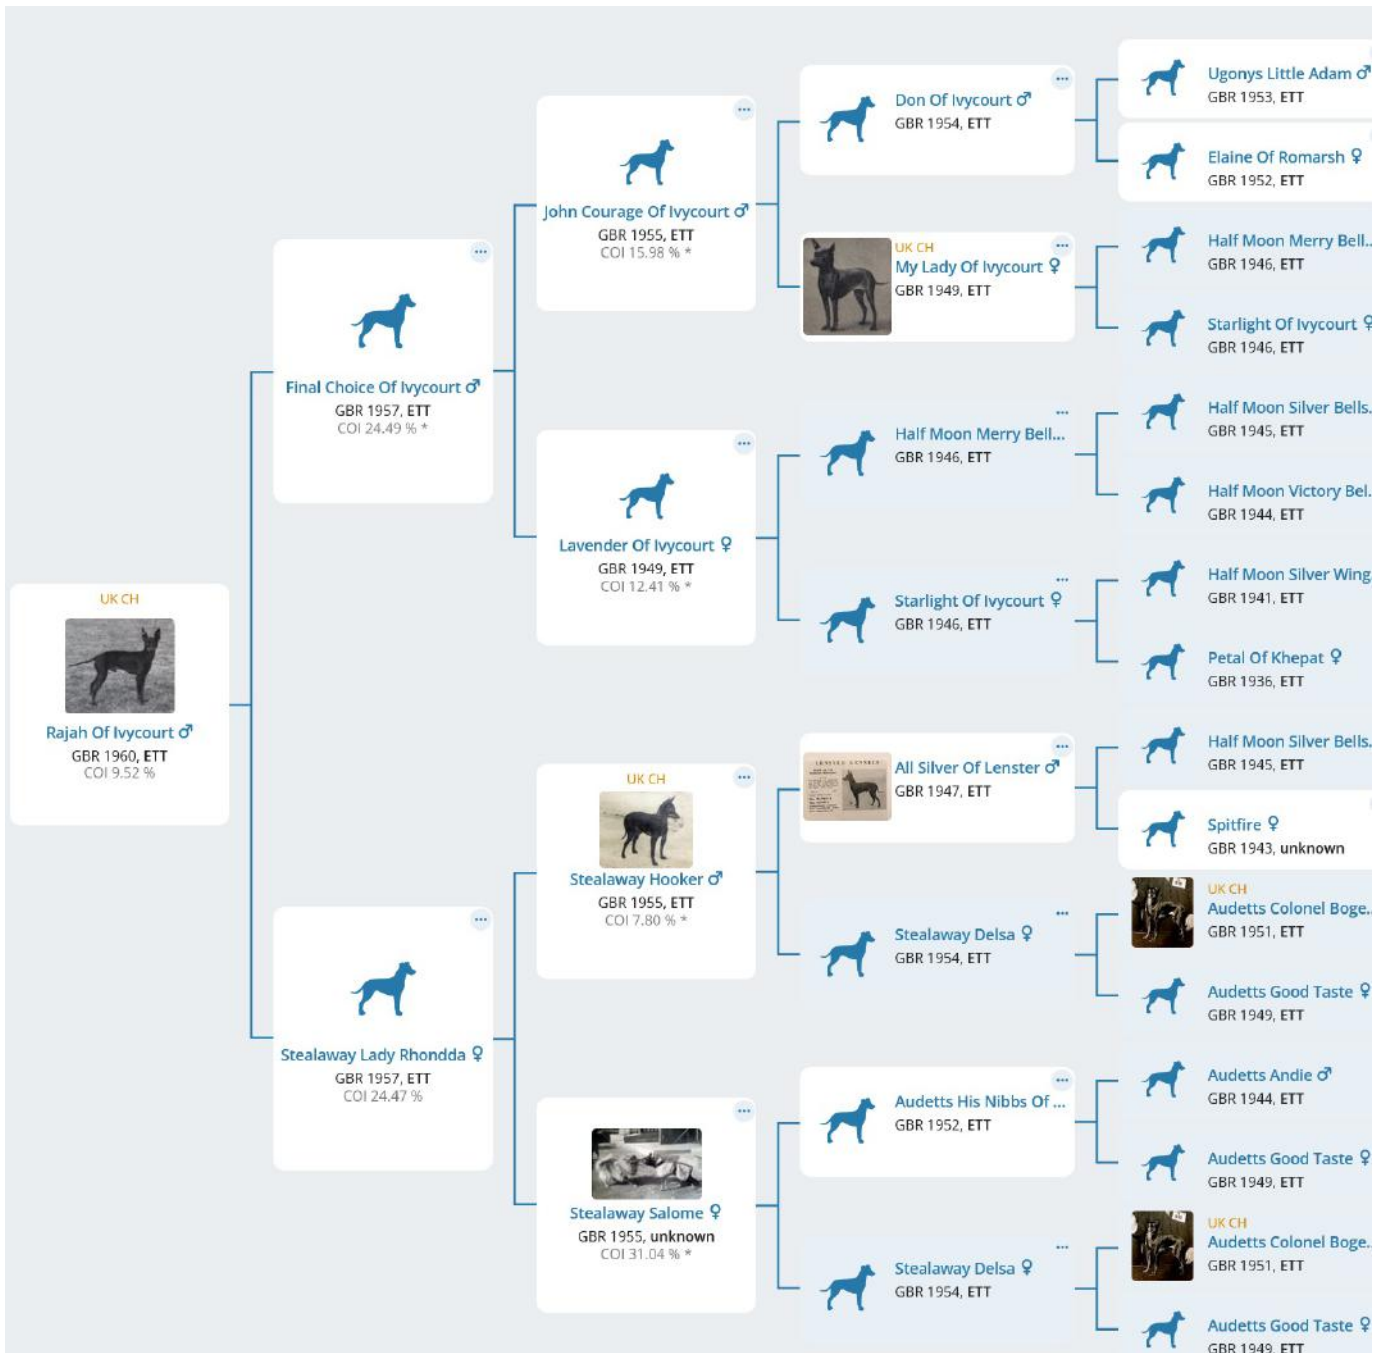 UK CH
Rajah Of Ivycourt ♂
GBR 1960, ETT
COI 9.52 %
Final Choice Of Ivycourt ♂
GBR 1957, ETT
COI 24.49 % *
Stealaway Lady Rhondda ♀
GBR 1957, ETT
COI 24.47 %
John Courage Of Ivycourt ♂
GBR 1955, ETT
COI 15.98 % *
Lavender Of Ivycourt ♀
GBR 1949, ETT
COI 12.41 % *
UK CH
Stealaway Hooker ♂
GBR 1955, ETT
COI 7.80 % *
Stealaway Salome ♀
GBR 1955, unknown
COI 31.04 % *
Don Of Ivycourt ♂
GBR 1954, ETT
UK CH
My Lady Of Ivycourt ♀
GBR 1949, ETT
Half Moon Merry Bell...
GBR 1946, ETT
Starlight Of Ivycourt ♀
GBR 1946, ETT
All Silver Of Lenster ♂
GBR 1947, ETT
Stealaway Delsa ♀
GBR 1954, ETT
Audetts His Nibbs Of ...
GBR 1952, ETT
Stealaway Delsa ♀
GBR 1954, ETT
Ugonys Little Adam ♂
GBR 1953, ETT
Elaine Of Romarsh ♀
GBR 1952, ETT
Half Moon Merry Bell..
GBR 1946, ETT
Starlight Of Ivycourt ♀
GBR 1946, ETT
Half Moon Silver Bells.
GBR 1945, ETT
Half Moon Victory Bel.
GBR 1944, ETT
Half Moon Silver Wing
GBR 1941, ETT
Petal Of Khepat ♀
GBR 1936, ETT
Half Moon Silver Bells.
GBR 1945, ETT
Spitfire ♀
GBR 1943, unknown
UK CH
Audetts Colonel Boge..
GBR 1951, ETT
Audetts Good Taste ♀
GBR 1949, ETT
Audetts Andie ♂
GBR 1944, ETT
Audetts Good Taste ♀
GBR 1949, ETT
UK CH
Audetts Colonel Boge..
GBR 1951, ETT
Audetts Good Taste ♀
GBR 1949, ETT